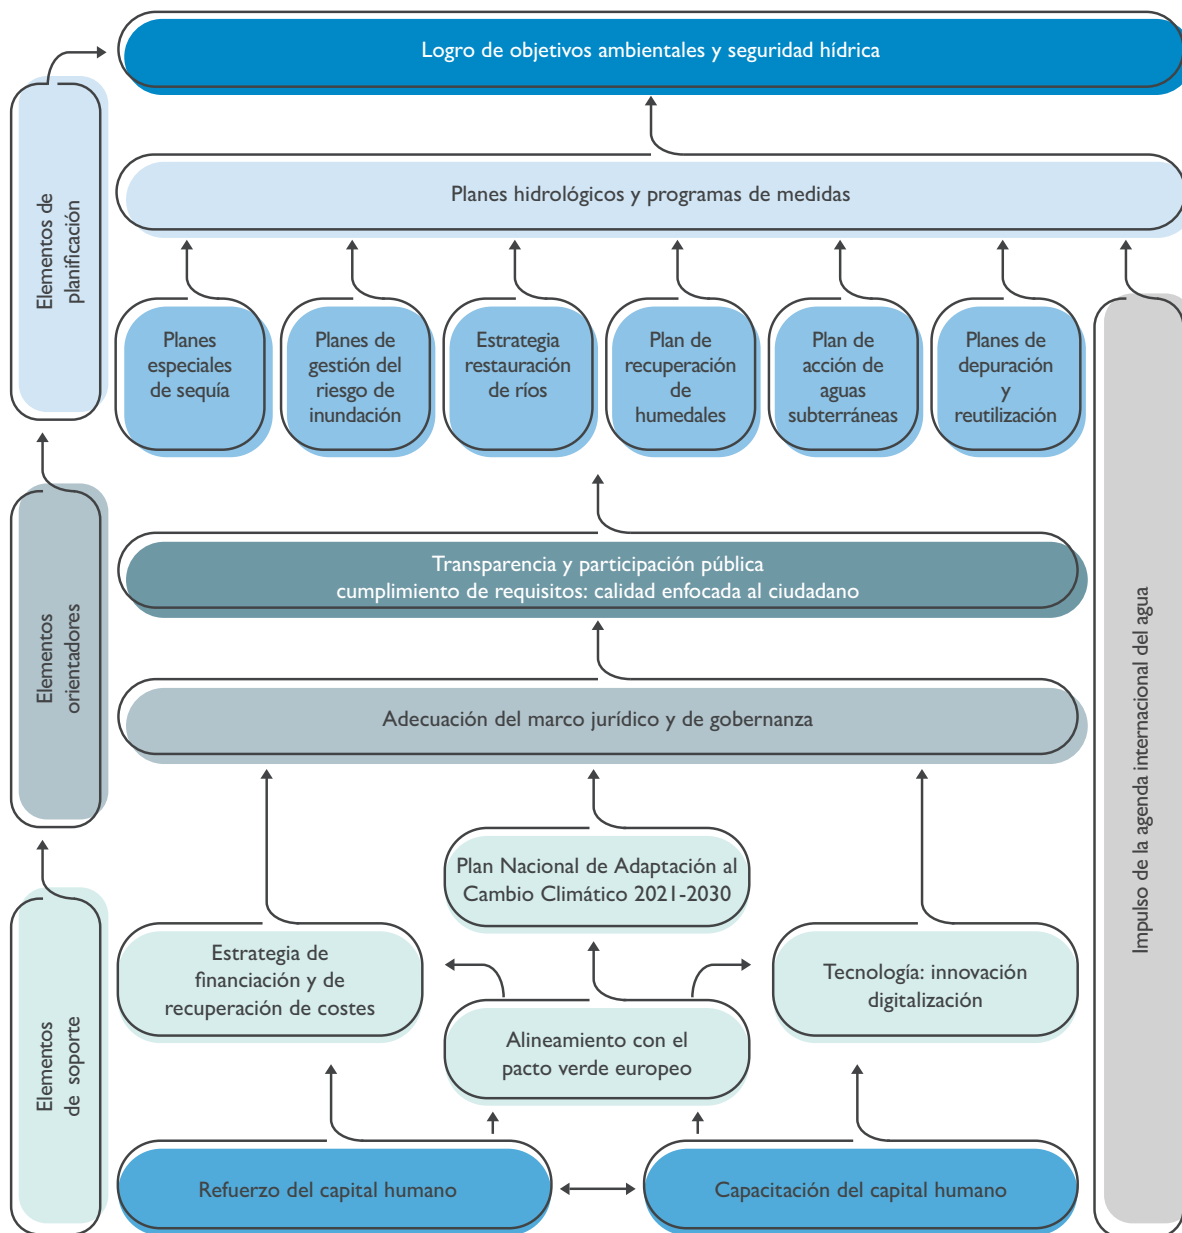 Logro de objetivos ambientales y seguridad hídrica
Elementos de
planificación
Planes hidrológicos y programas de medidas
Planes
especiales
de sequía
Planes de
gestión del
riesgo de
inundación
Estrategia
restauración
de ríos
Plan de
recuperación
de
humedales
Plan de
acción de
aguas
subterráneas
Planes de
depuración
y
reutilización
Impulso de la agenda internacional del agua
Elementos
orientadores
Transparencia y participación pública
cumplimiento de requisitos: calidad enfocada al ciudadano
Adecuación del marco jurídico y de gobernanza
Elementos
de soporte
Plan Nacional de Adaptación al
Cambio Climático 2021-2030
Estrategia de
financiación y de
recuperación de costes
Tecnología: innovación
digitalización
Alineamiento con el
pacto verde europeo
Refuerzo del capital humano
Capacitación del capital humano